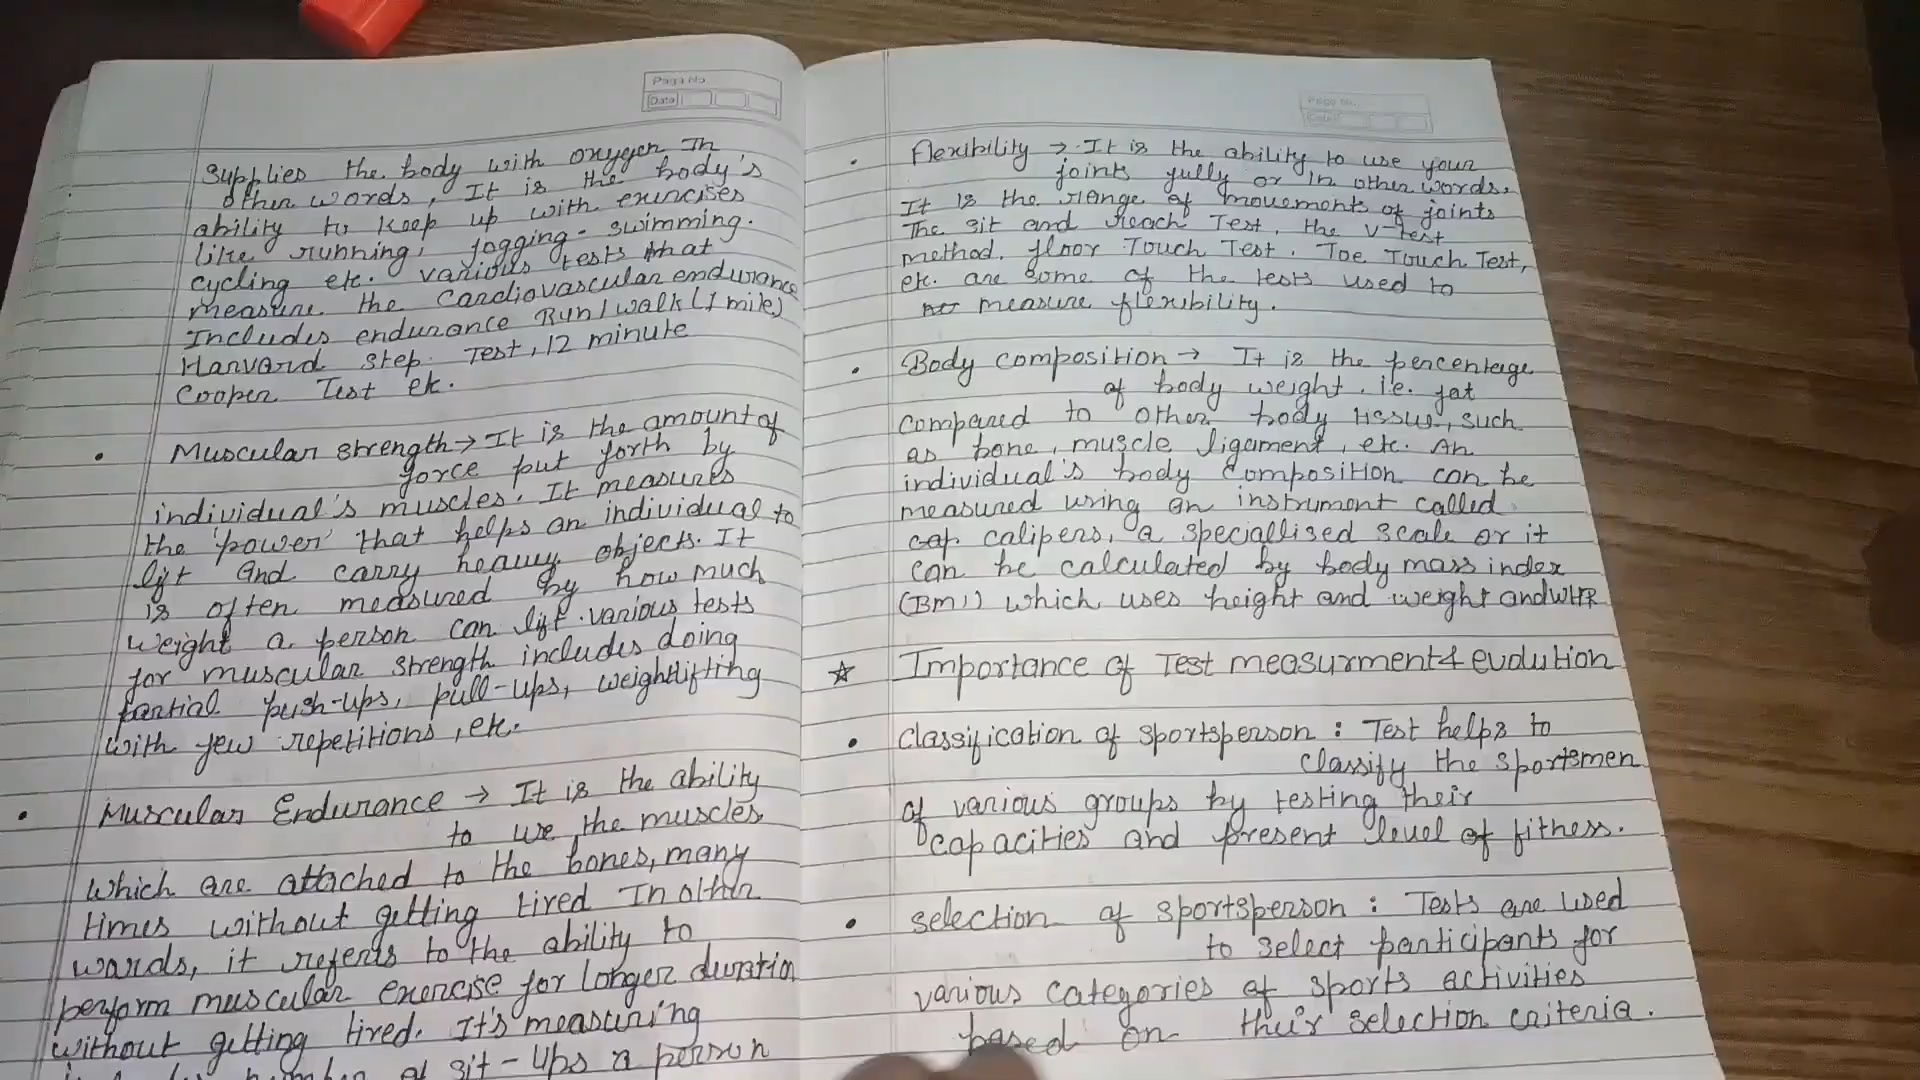 Page No.
Date
supplies the body with oxygen In
other words, It is the body's
ability to keep up with exercises
like running, jogging - swimming.
cycling etc. various tests that
measure the cardiovascular endurance
Includes endurance Run/walk (1 mile)
Harvard step Test, 12 minute
Cooper Test etc.
Muscular strength → It is the amount of
force put forth by
individual's muscles. It measures
the 'power' that helps an individual to
lift and carry heavy objects. It
is often measured by how much
weight a person can lift. various tests
for muscular strength includes doing
partial push-ups, pull-ups, weightlifting
with few repetitions, etc.
Muscular Endurance → It is the ability
to use the muscles
which are attached to the bones, many
times without getting tired In other
words, it refers to the ability to
perform muscular exercise for longer duration
without getting tired. It's measuring
of sit-ups a person
Page No.
Date
Flexibility → It is the ability to use your
joints fully or in other words.
It is the range of movements of joints
The sit and reach Test, the V-test
method, floor Touch Test. Toe Touch Test,
etc. are some of the tests used to
measure flexibility.
Body composition → It is the percentage
of body weight. i.e. fat
compared to other body tissue, such
as bone, muscle ligament, etc. An
individual's body composition can be
measured using an instrument called
calipers, a speciallised scale or it
can be calculated by body mass index
(BMI) which uses height and weight and WHR
☆ Importance of Test measurment & evolution
Classification of sportsperson : Test helps to
classify the sportsmen
of various groups by testing their
capacities and present level of fitness.
selection of sportsperson : Tests are used
to select participants for
various categories of sports activities
based on their selection criteria.